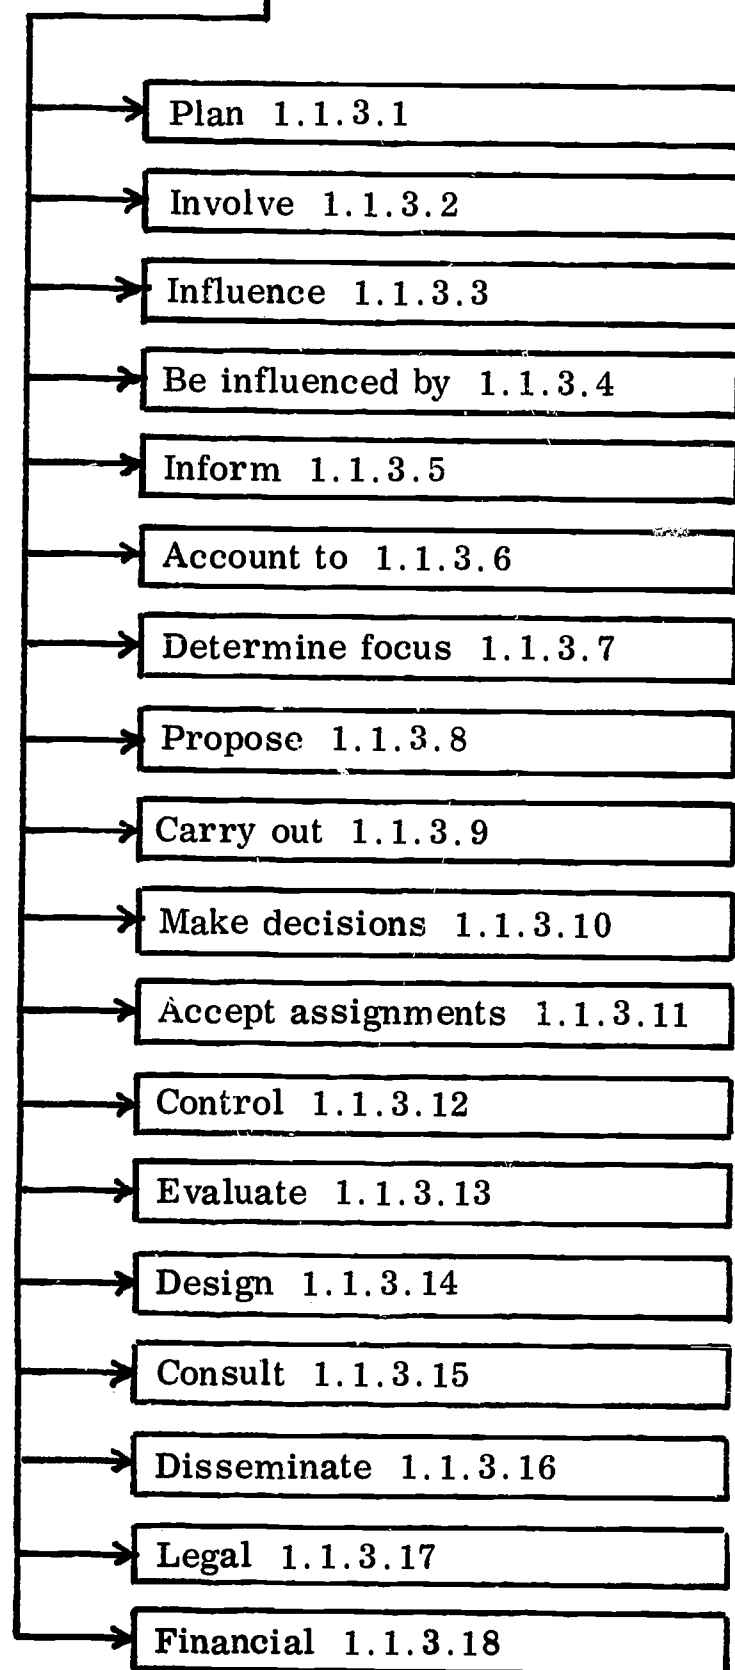 Plan 1.1.3.1
Involve 1.1.3.2
Influence 1.1.3.3
Be influenced by 1.1.3.4
Inform 1.1.3.5
Account to 1.1.3.6
Determine focus 1.1.3.7
Propose 1.1.3.8
Carry out 1.1.3.9
Make decisions 1.1.3.10
Accept assignments 1.1.3.11
Control 1.1.3.12
Evaluate 1.1.3.13
Design 1.1.3.14
Consult 1.1.3.15
Disseminate 1.1.3.16
Legal 1.1.3.17
Financial 1.1.3.18